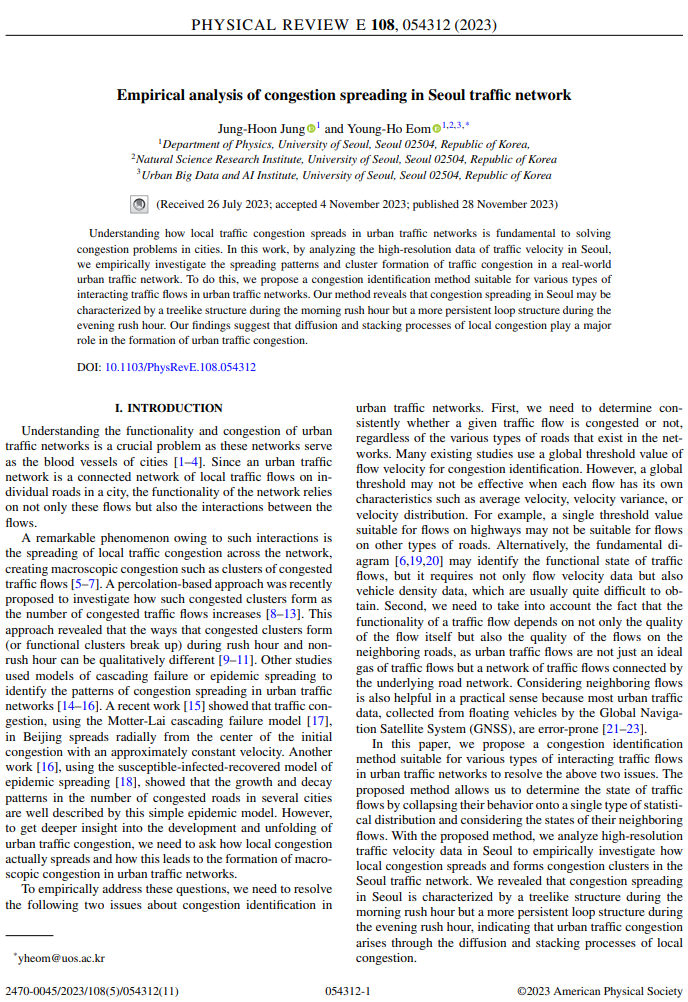 PHYSICAL REVIEW E 108, 054312 (2023)
Empirical analysis of congestion spreading in Seoul traffic network
Jung-Hoon Jung 1 and Young-Ho Eom 1,2,3,*
1Department of Physics, University of Seoul, Seoul 02504, Republic of Korea,
2Natural Science Research Institute, University of Seoul, Seoul 02504, Republic of Korea
3Urban Big Data and AI Institute, University of Seoul, Seoul 02504, Republic of Korea
(Received 26 July 2023; accepted 4 November 2023; published 28 November 2023)
Understanding how local traffic congestion spreads in urban traffic networks is fundamental to solving
congestion problems in cities. In this work, by analyzing the high-resolution data of traffic velocity in Seoul,
we empirically investigate the spreading patterns and cluster formation of traffic congestion in a real-world
urban traffic network. To do this, we propose a congestion identification method suitable for various types of
interacting traffic flows in urban traffic networks. Our method reveals that congestion spreading in Seoul may be
characterized by a treelike structure during the morning rush hour but a more persistent loop structure during the
evening rush hour. Our findings suggest that diffusion and stacking processes of local congestion play a major
role in the formation of urban traffic congestion.
DOI: 10.1103/PhysRevE.108.054312
I. INTRODUCTION
Understanding the functionality and congestion of urban
traffic networks is a crucial problem as these networks serve
as the blood vessels of cities [1–4]. Since an urban traffic
network is a connected network of local traffic flows on in-
dividual roads in a city, the functionality of the network relies
on not only these flows but also the interactions between the
flows.
A remarkable phenomenon owing to such interactions is
the spreading of local traffic congestion across the network,
creating macroscopic congestion such as clusters of congested
traffic flows [5–7]. A percolation-based approach was recently
proposed to investigate how such congested clusters form as
the number of congested traffic flows increases [8–13]. This
approach revealed that the ways that congested clusters form
(or functional clusters break up) during rush hour and non-
rush hour can be qualitatively different [9–11]. Other studies
used models of cascading failure or epidemic spreading to
identify the patterns of congestion spreading in urban traffic
networks [14–16]. A recent work [15] showed that traffic con-
gestion, using the Motter-Lai cascading failure model [17],
in Beijing spreads radially from the center of the initial
congestion with an approximately constant velocity. Another
work [16], using the susceptible-infected-recovered model of
epidemic spreading [18], showed that the growth and decay
patterns in the number of congested roads in several cities
are well described by this simple epidemic model. However,
to get deeper insight into the development and unfolding of
urban traffic congestion, we need to ask how local congestion
actually spreads and how this leads to the formation of macro-
scopic congestion in urban traffic networks.
To empirically address these questions, we need to resolve
the following two issues about congestion identification in
*yheom@uos.ac.kr
urban traffic networks. First, we need to determine con-
sistently whether a given traffic flow is congested or not,
regardless of the various types of roads that exist in the net-
works. Many existing studies use a global threshold value of
flow velocity for congestion identification. However, a global
threshold may not be effective when each flow has its own
characteristics such as average velocity, velocity variance, or
velocity distribution. For example, a single threshold value
suitable for flows on highways may not be suitable for flows
on other types of roads. Alternatively, the fundamental di-
agram [6,19,20] may identify the functional state of traffic
flows, but it requires not only flow velocity data but also
vehicle density data, which are usually quite difficult to ob-
tain. Second, we need to take into account the fact that the
functionality of a traffic flow depends on not only the quality
of the flow itself but also the quality of the flows on the
neighboring roads, as urban traffic flows are not just an ideal
gas of traffic flows but a network of traffic flows connected by
the underlying road network. Considering neighboring flows
is also helpful in a practical sense because most urban traffic
data, collected from floating vehicles by the Global Naviga-
tion Satellite System (GNSS), are error-prone [21–23].
In this paper, we propose a congestion identification
method suitable for various types of interacting traffic flows
in urban traffic networks to resolve the above two issues. The
proposed method allows us to determine the state of traffic
flows by collapsing their behavior onto a single type of statisti-
cal distribution and considering the states of their neighboring
flows. With the proposed method, we analyze high-resolution
traffic velocity data in Seoul to empirically investigate how
local congestion spreads and forms congestion clusters in the
Seoul traffic network. We revealed that congestion spreading
in Seoul is characterized by a treelike structure during the
morning rush hour but a more persistent loop structure during
the evening rush hour, indicating that urban traffic congestion
arises through the diffusion and stacking processes of local
congestion.
2470-0045/2023/108(5)/054312(11)
054312-1
©2023 American Physical Society